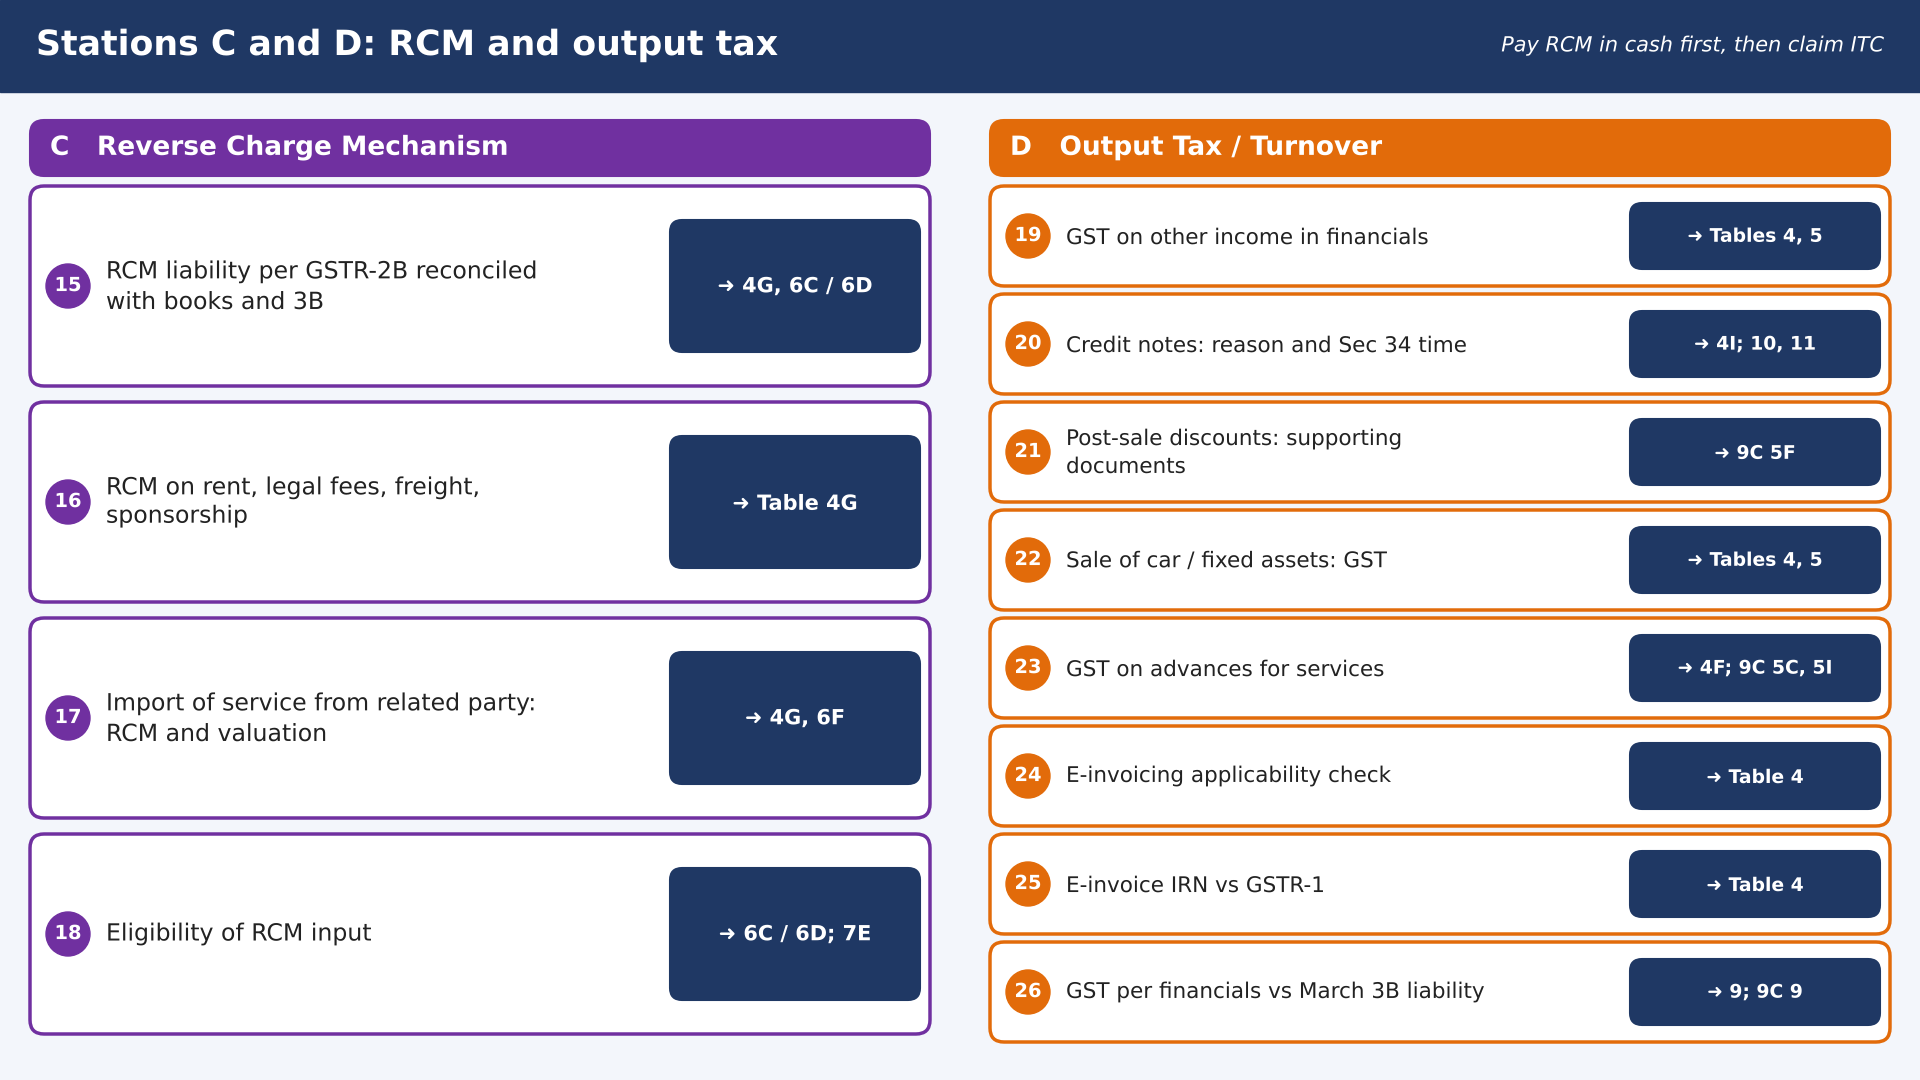 Stations C and D: RCM and output tax
Pay RCM in cash first, then claim ITC
C Reverse Charge Mechanism
15 RCM liability per GSTR-2B reconciled
with books and 3B
→ 4G, 6C / 6D
16 RCM on rent, legal fees, freight,
sponsorship
→ Table 4G
17 Import of service from related party:
RCM and valuation
→ 4G, 6F
18 Eligibility of RCM input
→ 6C / 6D; 7E
D Output Tax / Turnover
19 GST on other income in financials
→ Tables 4, 5
20 Credit notes: reason and Sec 34 time
→ 4I; 10, 11
21 Post-sale discounts: supporting
documents
→ 9C 5F
22 Sale of car / fixed assets: GST
→ Tables 4, 5
23 GST on advances for services
→ 4F; 9C 5C, 5I
24 E-invoicing applicability check
→ Table 4
25 E-invoice IRN vs GSTR-1
→ Table 4
26 GST per financials vs March 3B liability
→ 9; 9C 9